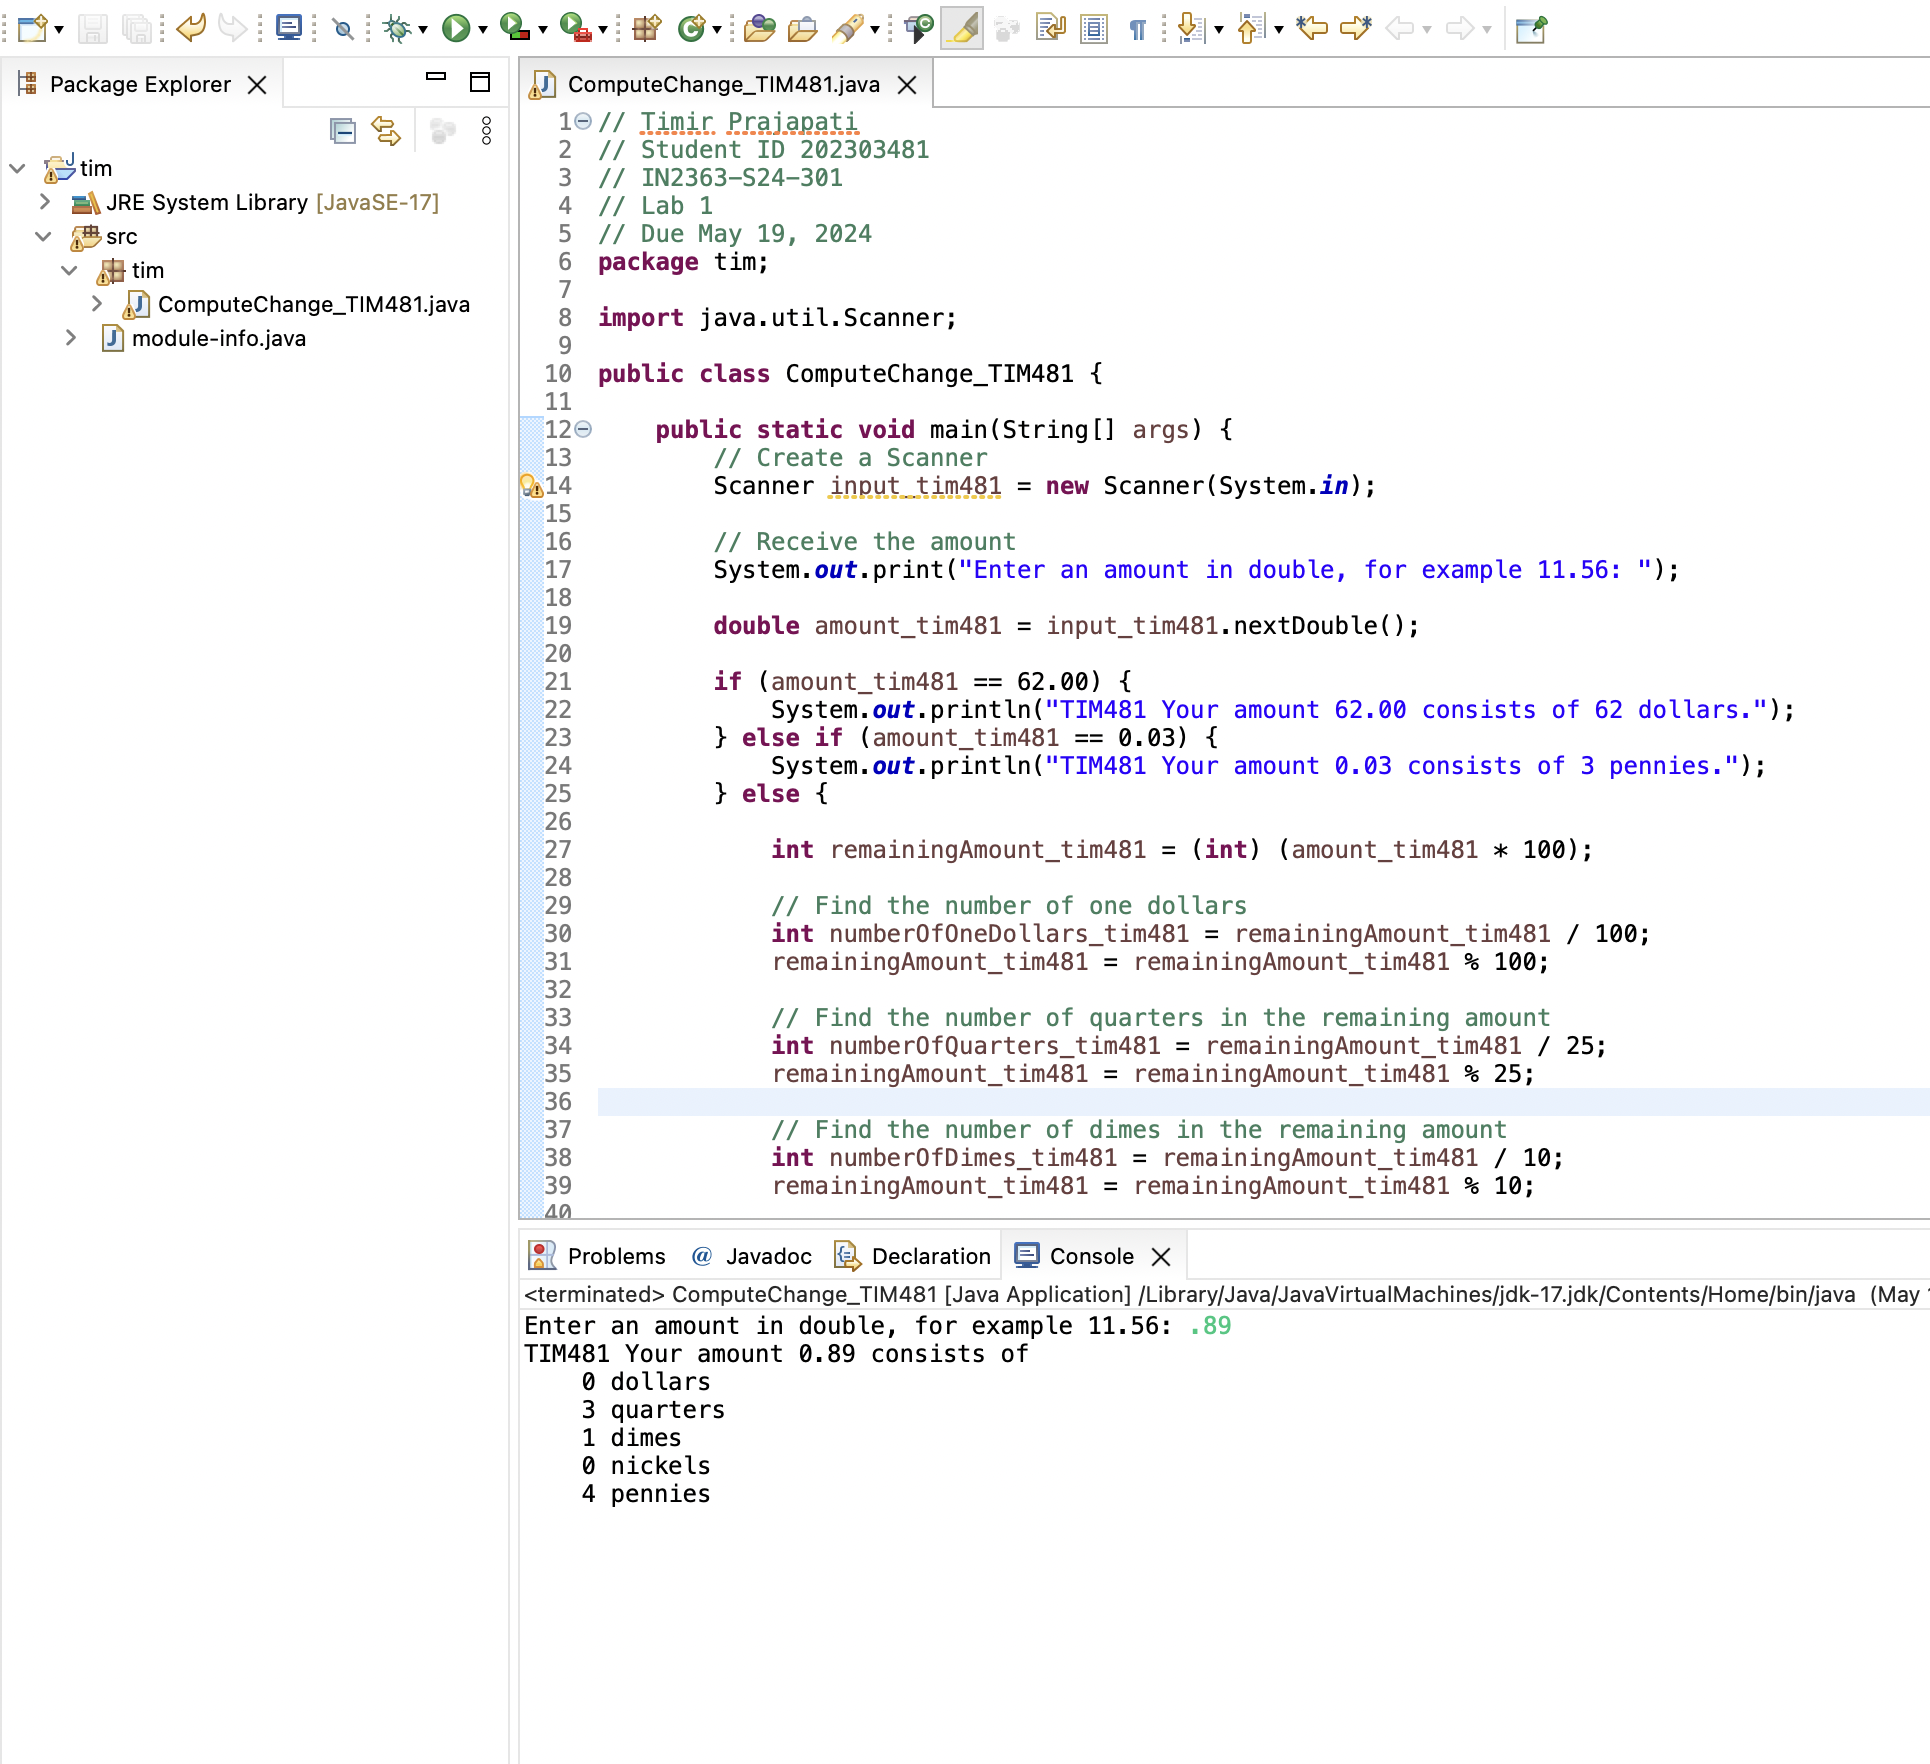 Package Explorer
tim
JRE System Library [JavaSE-17]
src
tim
ComputeChange_TIM481.java
module-info.java
ComputeChange_TIM481.java
1 // Timir Prajapati
2 // Student ID 202303481
3 // IN2363-S24-301
4 // Lab 1
5 // Due May 19, 2024
6 package tim;
7
8 import java.util.Scanner;
9
10 public class ComputeChange_TIM481 {
11
12 public static void main(String[] args) {
13 // Create a Scanner
14 Scanner input_tim481 = new Scanner(System.in);
15
16 // Receive the amount
17 System.out.print("Enter an amount in double, for example 11.56: ");
18
19 double amount_tim481 = input_tim481.nextDouble();
20
21 if (amount_tim481 == 62.00) {
22 System.out.println("TIM481 Your amount 62.00 consists of 62 dollars.");
23 } else if (amount_tim481 == 0.03) {
24 System.out.println("TIM481 Your amount 0.03 consists of 3 pennies.");
25 } else {
26
27 int remainingAmount_tim481 = (int) (amount_tim481 * 100);
28
29 // Find the number of one dollars
30 int numberOfOneDollars_tim481 = remainingAmount_tim481 / 100;
31 remainingAmount_tim481 = remainingAmount_tim481 % 100;
32
33 // Find the number of quarters in the remaining amount
34 int numberOfQuarters_tim481 = remainingAmount_tim481 / 25;
35 remainingAmount_tim481 = remainingAmount_tim481 % 25;
36
37 // Find the number of dimes in the remaining amount
38 int numberOfDimes_tim481 = remainingAmount_tim481 / 10;
39 remainingAmount_tim481 = remainingAmount_tim481 % 10;
40
Problems @ Javadoc Declaration Console
<terminated> ComputeChange_TIM481 [Java Application] /Library/Java/JavaVirtualMachines/jdk-17.jdk/Contents/Home/bin/java (May
Enter an amount in double, for example 11.56: .89
TIM481 Your amount 0.89 consists of
0 dollars
3 quarters
1 dimes
0 nickels
4 pennies